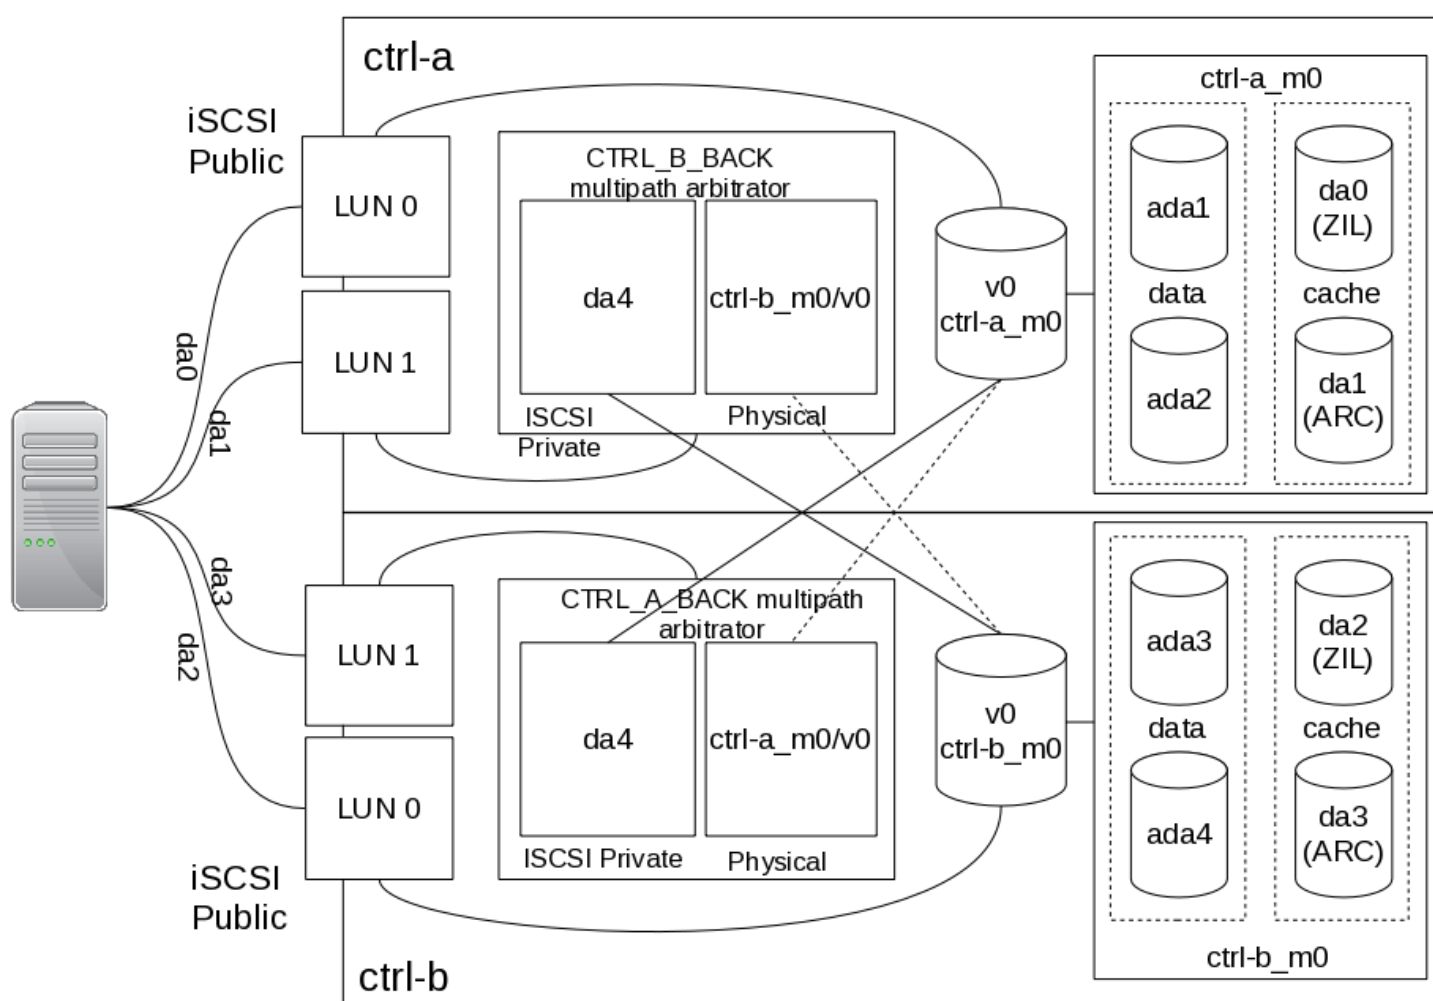 ctrl-a
iSCSI
Public
LUN 0
LUN 1
CTRL_B_BACK
multipath arbitrator
da4
ctrl-b_m0/v0
ISCSI
Private
Physical
v0
ctrl-a_m0
ctrl-a_m0
ada1
data
ada2
da0
(ZIL)
cache
da1
(ARC)
da0
da1
da3
da2
LUN 1
LUN 0
iSCSI
Public
ctrl-b
CTRL_A_BACK multipath
arbitrator
da4
ctrl-a_m0/v0
ISCSI Private
Physical
v0
ctrl-b_m0
ada3
data
ada4
da2
(ZIL)
cache
da3
(ARC)
ctrl-b_m0